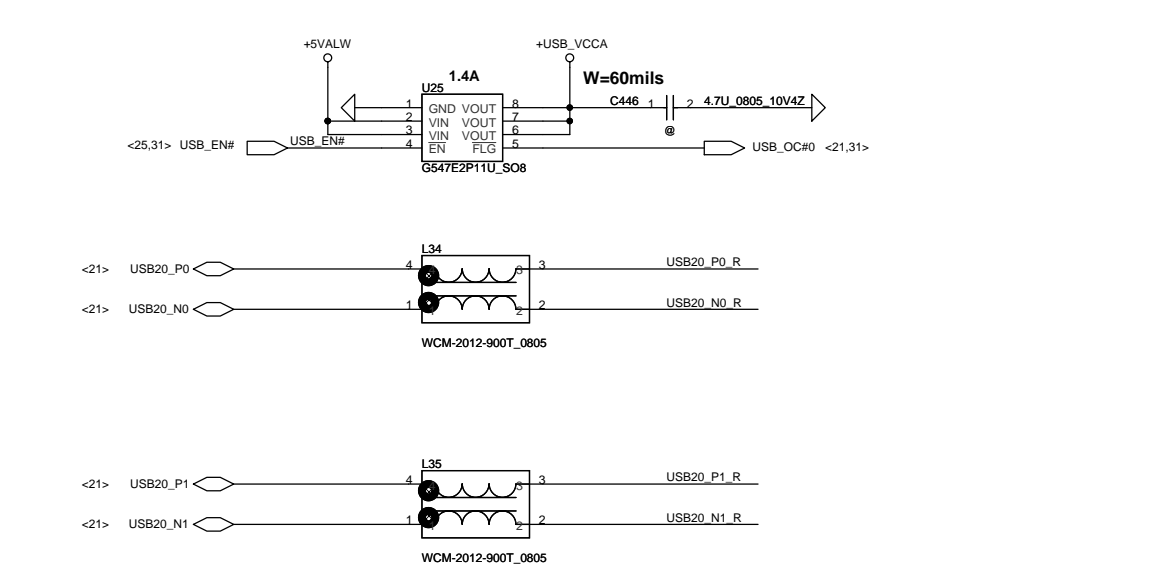 +5VALW +USB_VCCA
1.4A W=60mils
U25
C446 1 2 4.7U_0805_10V4Z
1 GND VOUT 8
2 VIN VOUT 7
3 VIN VOUT 6
@
<25,31> USB_EN# USB_EN# 4 EN FLG 5 USB_OC#0 <21,31>
G547E2P11U_SO8
L34
<21> USB20_P0 4 3 3 USB20_P0_R
<21> USB20_N0 1 2 2 USB20_N0_R
WCM-2012-900T_0805
L35
<21> USB20_P1 4 3 3 USB20_P1_R
<21> USB20_N1 1 2 2 USB20_N1_R
WCM-2012-900T_0805